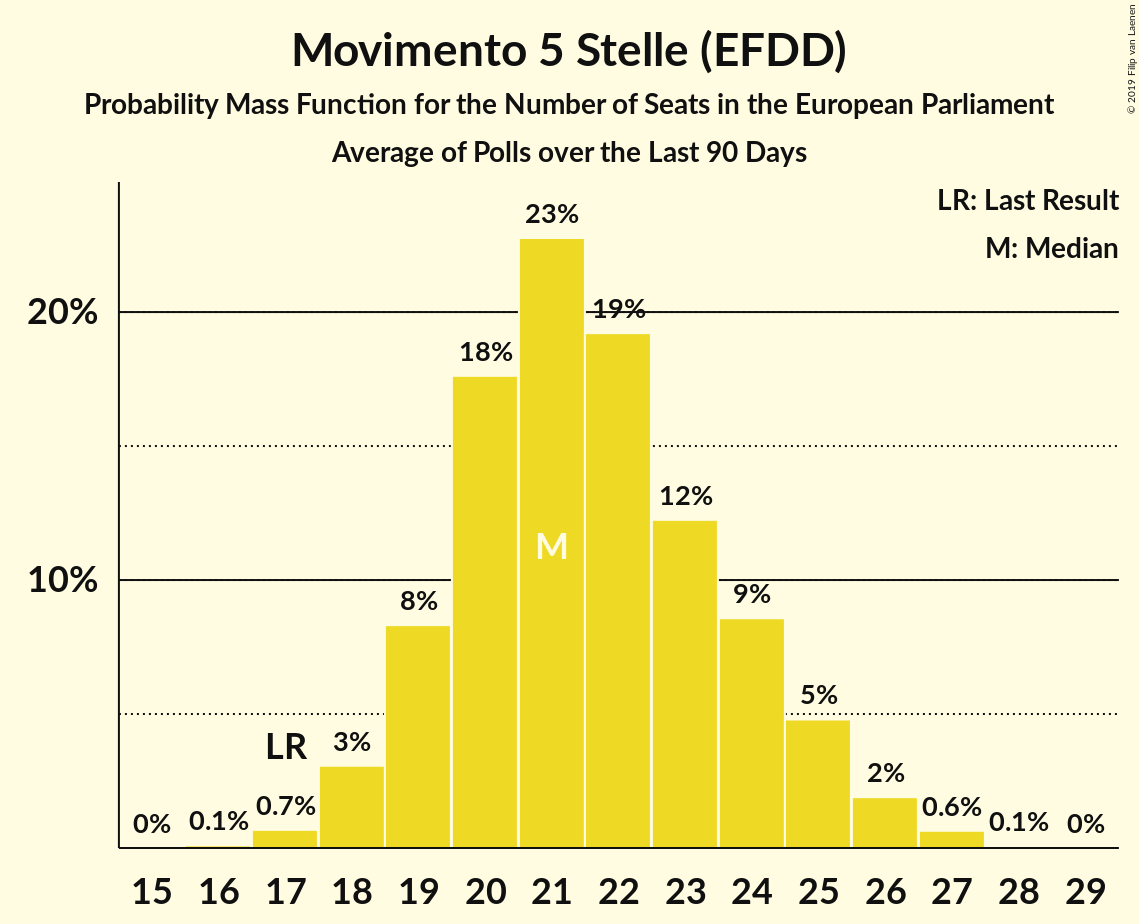 Movimento 5 Stelle (EFDD)
Probability Mass Function for the Number of Seats in the European Parliament
Average of Polls over the Last 90 Days
© 2019 Filip van Laenen
LR: Last Result
M: Median
23%
20%
19%
18%
12%
M
10%
9%
8%
5%
LR
3%
2%
0%
0.1%
0.7%
0.6%
0.1%
0%
15 16 17 18 19 20 21 22 23 24 25 26 27 28 29